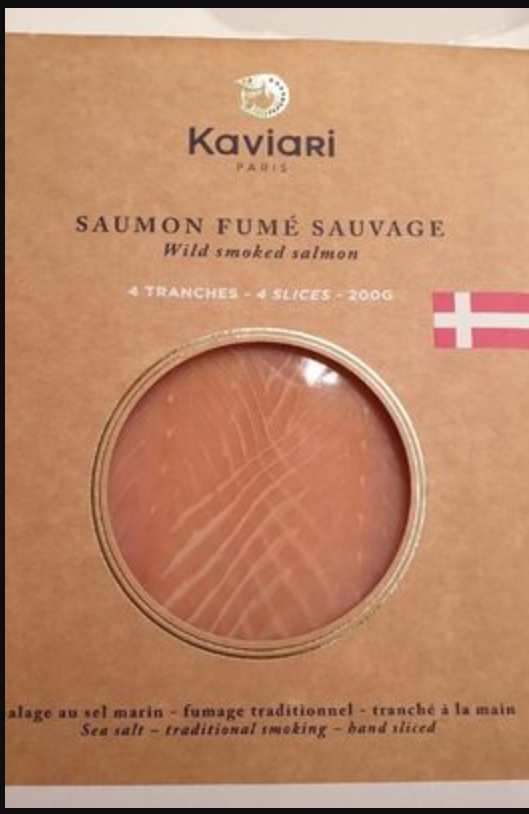 Kaviari
PARIS
SAUMON FUMÉ SAUVAGE
Wild smoked salmon
4 TRANCHES - 4 SLICES - 200G
alage au sel marin - fumage traditionnel - tranché à la main
Sea salt – traditional smoking – hand sliced